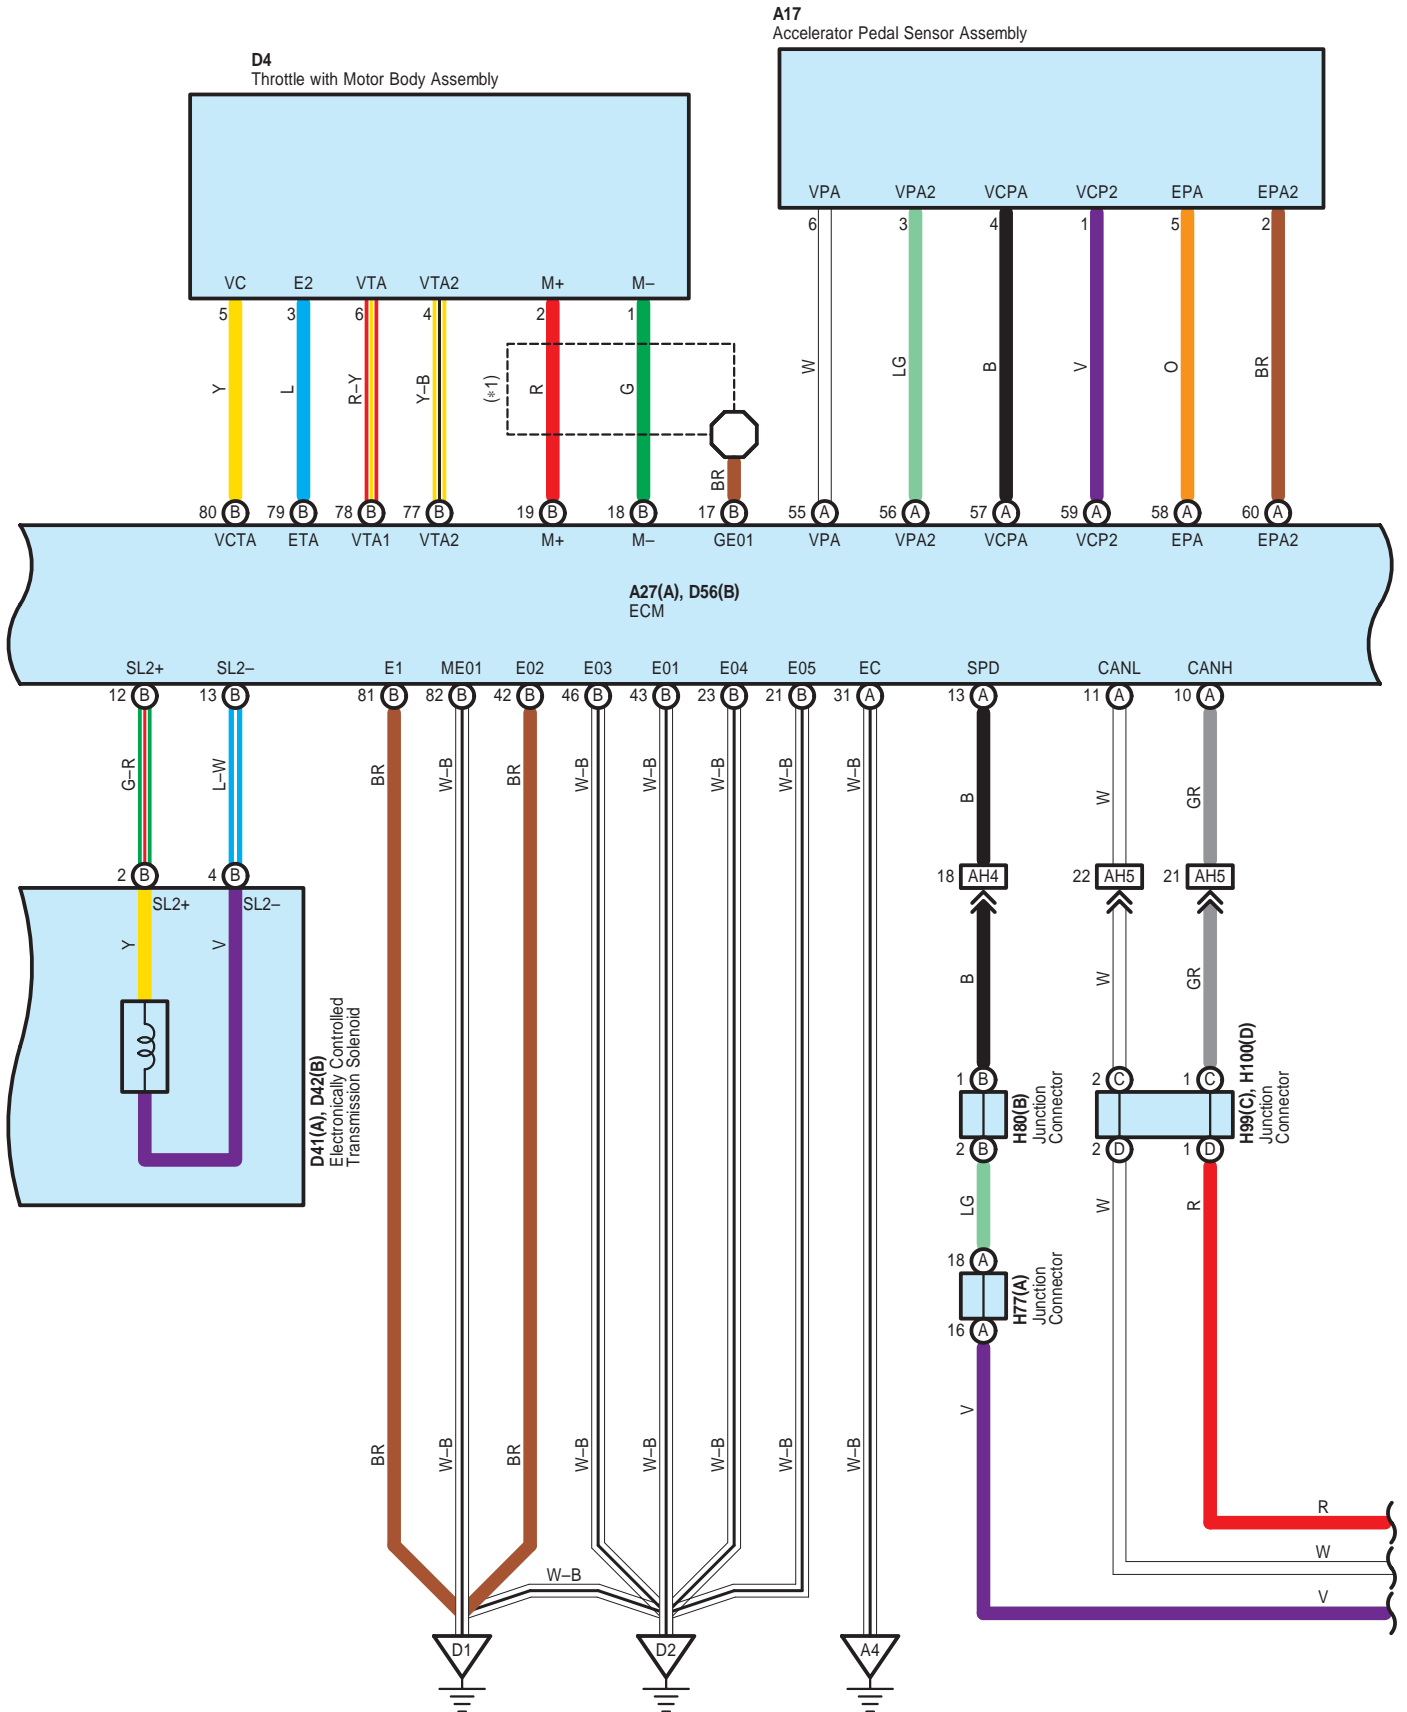 A17
Accelerator Pedal Sensor Assembly
D4
Throttle with Motor Body Assembly
VPA VPA2 VCPA VCP2 EPA EPA2
6 3 4 1 5 2
VC E2 VTA VTA2 M+ M–
5 3 6 4 2 1
Y L R–Y Y–B (*1) R G BR W LG B V O BR
80 B 79 B 78 B 77 B 19 B 18 B 17 B 55 A 56 A 57 A 59 A 58 A 60 A
VCTA ETA VTA1 VTA2 M+ M– GE01 VPA VPA2 VCPA VCP2 EPA EPA2
A27(A), D56(B)
ECM
SL2+ SL2– E1 ME01 E02 E03 E01 E04 E05 EC SPD CANL CANH
12 B 13 B 81 B 82 B 42 B 46 B 43 B 23 B 21 B 31 A 13 A 11 A 10 A
G–R L–W BR W–B BR W–B W–B W–B W–B W–B B W GR
2 B 4 B 18 AH4 22 AH5 21 AH5
SL2+ SL2–
Y V B W GR
D41(A), D42(B)
Electronically Controlled
Transmission Solenoid
1 B 2 C 1 C
H80(B)
Junction
Connector
H99(C), H100(D)
Junction
Connector
2 B 2 D 1 D
LG W R
18 A
H77(A)
Junction
Connector
16 A
V
BR W–B BR W–B W–B W–B W–B W–B
R
W
W–B
V
D1 D2 A4